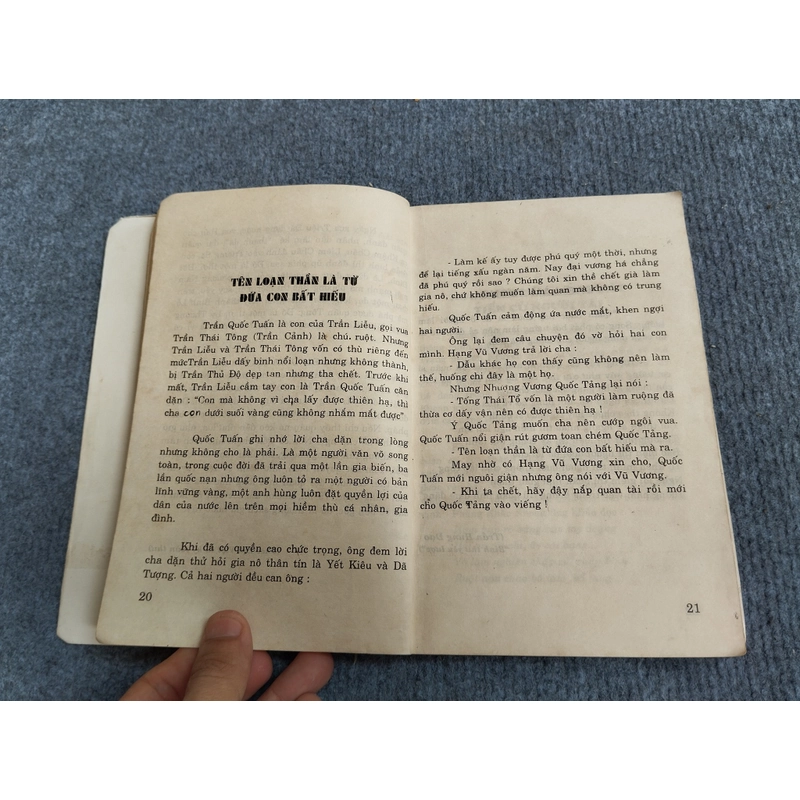 TÊN LOẠN THẦN LÀ TỪ
ĐỨA CON BẤT HIẾU
Trần Quốc Tuấn là con của Trần Liễu, gọi vua
Trần Thái Tông (Trần Cảnh) là chú. ruột. Nhưng
Trần Liễu và Trần Thái Tông vốn có thù riêng đến
mứcTrần Liễu dấy binh nổi loạn nhưng không thành,
bị Trần Thủ Độ dẹp tan nhưng tha chết. Trước khi
mất, Trần Liễu cầm tay con là Trần Quốc Tuấn căn
dặn : "Con mà không vì cha lấy được thiên hạ, thì
cha con dưới suối vàng cũng không nhắm mắt được"
Quốc Tuấn ghi nhớ lời cha dặn trong lòng
nhưng không cho là phải. Là một người văn võ song
toàn, trong cuộc đời đã trải qua một lần gia biến, ba
lần quốc nạn nhưng ông luôn tỏ ra một người có bản
lĩnh vững vàng, một anh hùng luôn đặt quyền lợi của
dân của nước lên trên mọi hiềm thù cá nhân, gia
đình.
Khi đã có quyền cao chức trọng, ông đem lời
cha dặn thử hỏi gia nô thân tín là Yết Kiêu và Dã
Tượng. Cả hai người đều can ông :
20
- Làm kế ấy tuy được phú quý một thời, nhưng
để lại tiếng xấu ngàn năm. Nay đại vương há chẳng
đã phú quý rồi sao ? Chúng tôi xin thề chết già làm
gia nô, chứ không muốn làm quan mà không có trung
hiếu.
Quốc Tuấn cảm động ứa nước mắt, khen ngợi
hai người.
Ông lại đem câu chuyện đó vờ hỏi hai con
mình. Hạng Vũ Vương trả lời cha :
- Dẫu khác họ con thấy cũng không nên làm
thế, huống chi đây là một họ.
Nhưng Nhượng Vương Quốc Tảng lại nói :
- Tống Thái Tổ vốn là một người làm ruộng đã
thừa cơ dấy vận nên có được thiên hạ !
Ý Quốc Tảng muốn cha nên cướp ngôi vua.
Quốc Tuấn nổi giận rút gươm toan chém Quốc Tảng.
- Tên loạn thần là từ đứa con bất hiếu mà ra.
May nhờ có Hạng Vũ Vương xin cho, Quốc
Tuấn mới nguôi giận nhưng ông nói với Vũ Vương.
- Khi ta chết, hãy đậy nắp quan tài rồi mới
cho Quốc Tảng vào viếng !
21